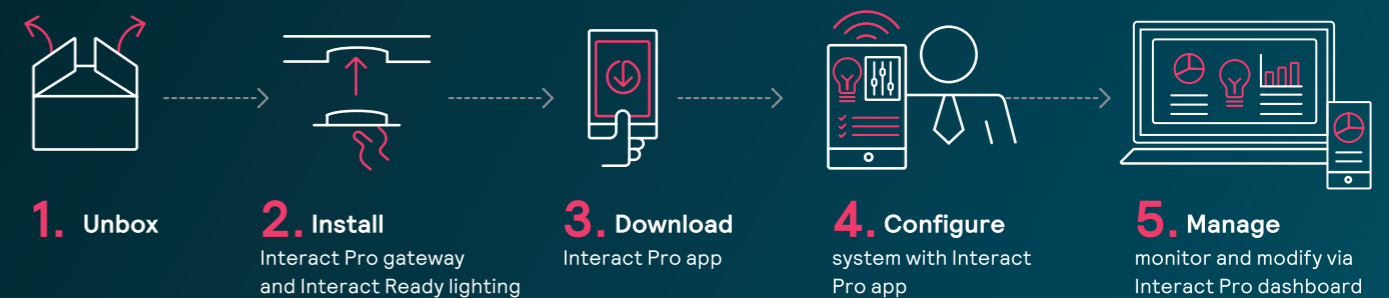 1. Unbox
2. Install
Interact Pro gateway
and Interact Ready lighting
3. Download
Interact Pro app
4. Configure
system with Interact
Pro app
5. Manage
monitor and modify via
Interact Pro dashboard